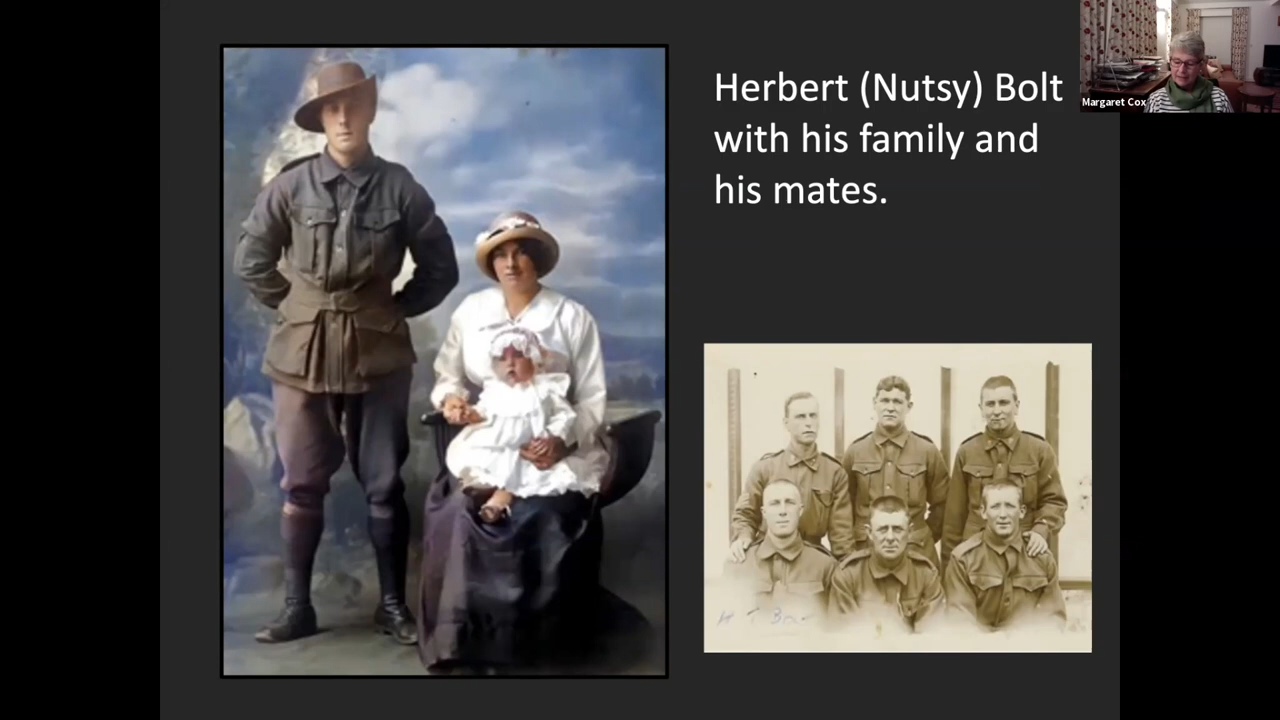 Herbert (Nutsy) Bolt
with his family and
his mates.
Margaret Cox